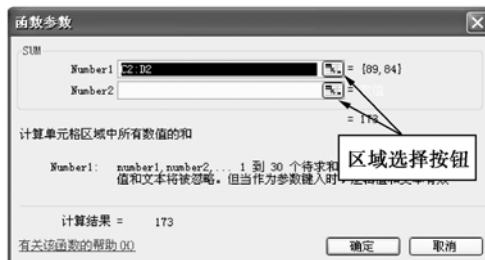 函数参数
SUM
Number1 C2:D2 = {89,84}
Number2 =
= 173
计算单元格区域中所有数值的和
区域选择按钮
Number1: number1,number2,... 1 到 30 个待求和
值和文本将被忽略。但当作为参数键入时
计算结果 = 173
有关该函数的帮助(H)
确定 取消